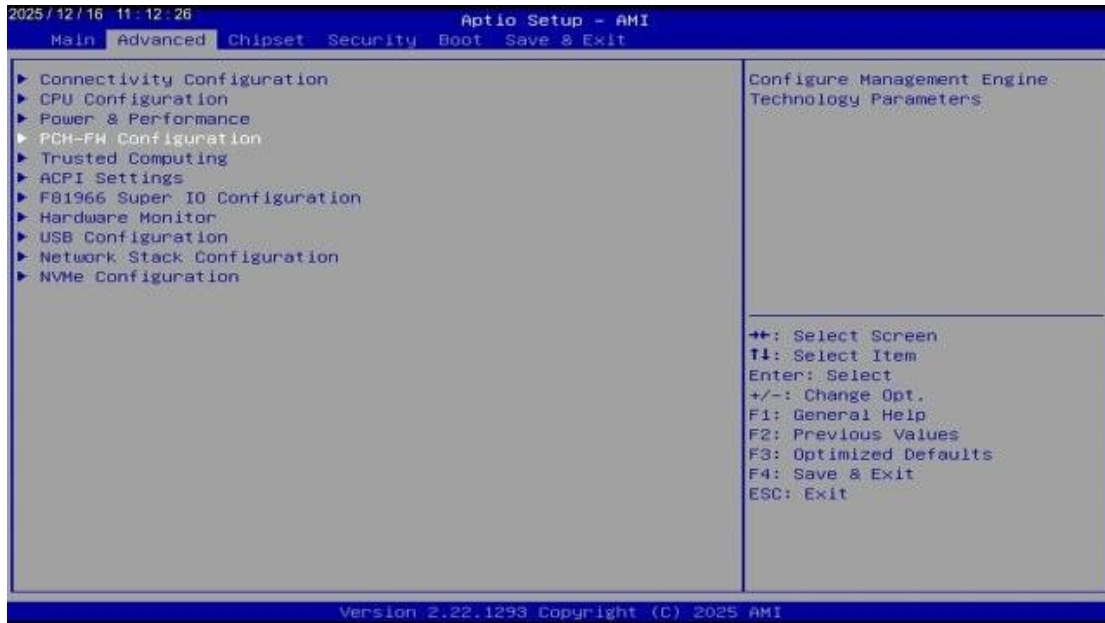 2025/12/16 11:12:26
Aptio Setup - AMI
Main Advanced Chipset Security Boot Save & Exit
▶ Connectivity Configuration
▶ CPU Configuration
▶ Power & Performance
▶ PCH-FW Configuration
▶ Trusted Computing
▶ ACPI Settings
▶ F81966 Super IO Configuration
▶ Hardware Monitor
▶ USB Configuration
▶ Network Stack Configuration
▶ NVMe Configuration
Configure Management Engine
Technology Parameters
→←: Select Screen
↑↓: Select Item
Enter: Select
+/-: Change Opt.
F1: General Help
F2: Previous Values
F3: Optimized Defaults
F4: Save & Exit
ESC: Exit
Version 2.22.1293 Copyright (C) 2025 AMI